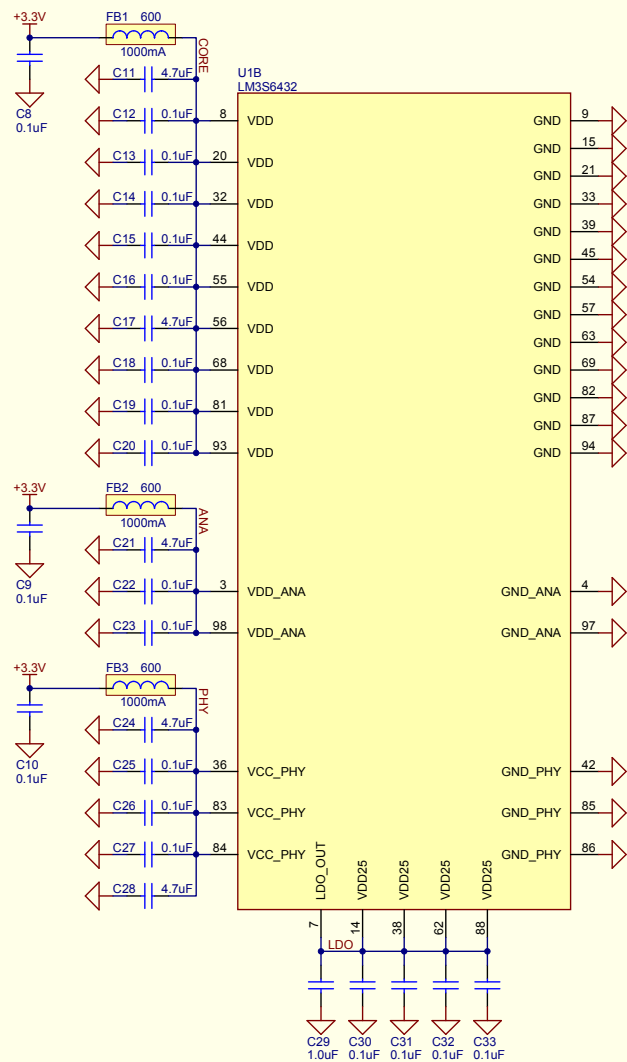 +3.3V
FB1 600
1000mA
CORE
C8
0.1uF
C11 4.7uF
C12 0.1uF
C13 0.1uF
C14 0.1uF
C15 0.1uF
C16 0.1uF
C17 4.7uF
C18 0.1uF
C19 0.1uF
C20 0.1uF
U1B
LM3S6432
8 VDD GND 9
GND 15
20 VDD GND 21
32 VDD GND 33
GND 39
44 VDD GND 45
55 VDD GND 54
GND 57
56 VDD GND 63
68 VDD GND 69
GND 82
81 VDD GND 87
93 VDD GND 94
+3.3V
FB2 600
1000mA
ANA
C9
0.1uF
C21 4.7uF
C22 0.1uF 3 VDD_ANA GND_ANA 4
C23 0.1uF 98 VDD_ANA GND_ANA 97
+3.3V
FB3 600
1000mA
PHY
C10
0.1uF
C24 4.7uF
C25 0.1uF 36 VCC_PHY GND_PHY 42
C26 0.1uF 83 VCC_PHY GND_PHY 85
C27 0.1uF 84 VCC_PHY GND_PHY 86
C28 4.7uF
LDO_OUT VDD25 VDD25 VDD25 VDD25
7 14 38 62 88
LDO
C29 C30 C31 C32 C33
1.0uF 0.1uF 0.1uF 0.1uF 0.1uF